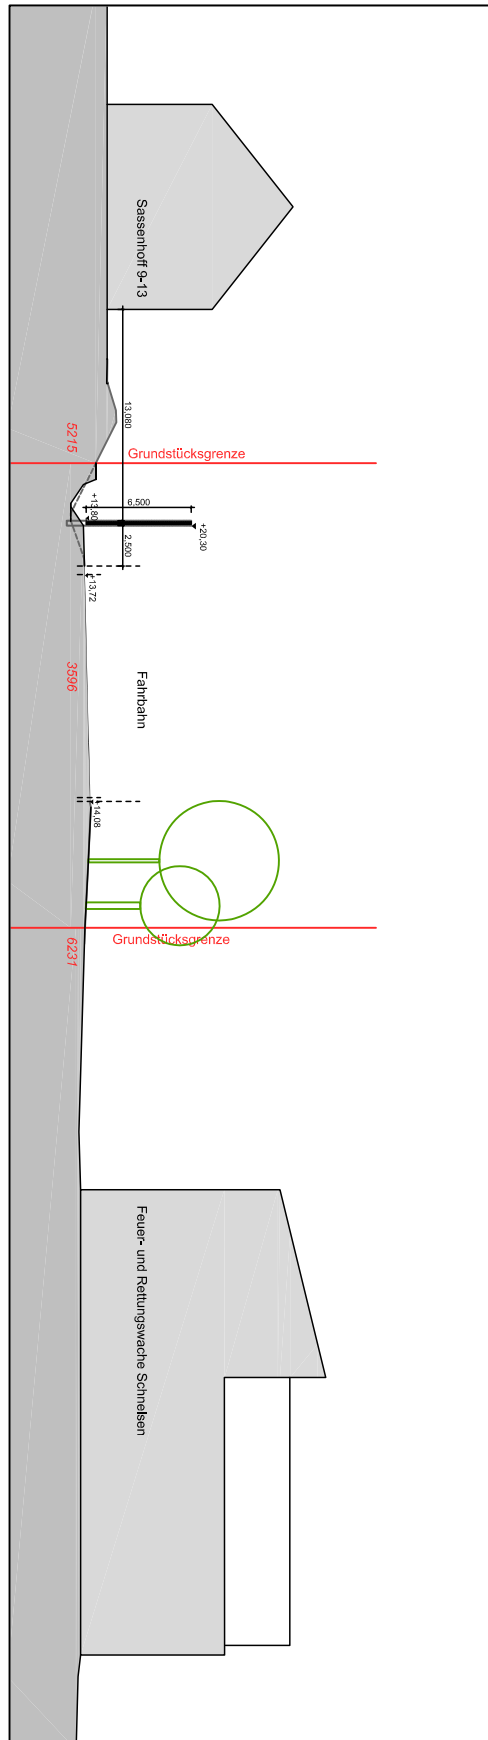 Sassenhoff 9-13
13,080
5215
Grundstücksgrenze
6,500
+13,80
+20,30
2,500
+13,72
3596
Fahrbahn
+14,08
6231
Grundstücksgrenze
Feuer- und Rettungswache Schnelsen